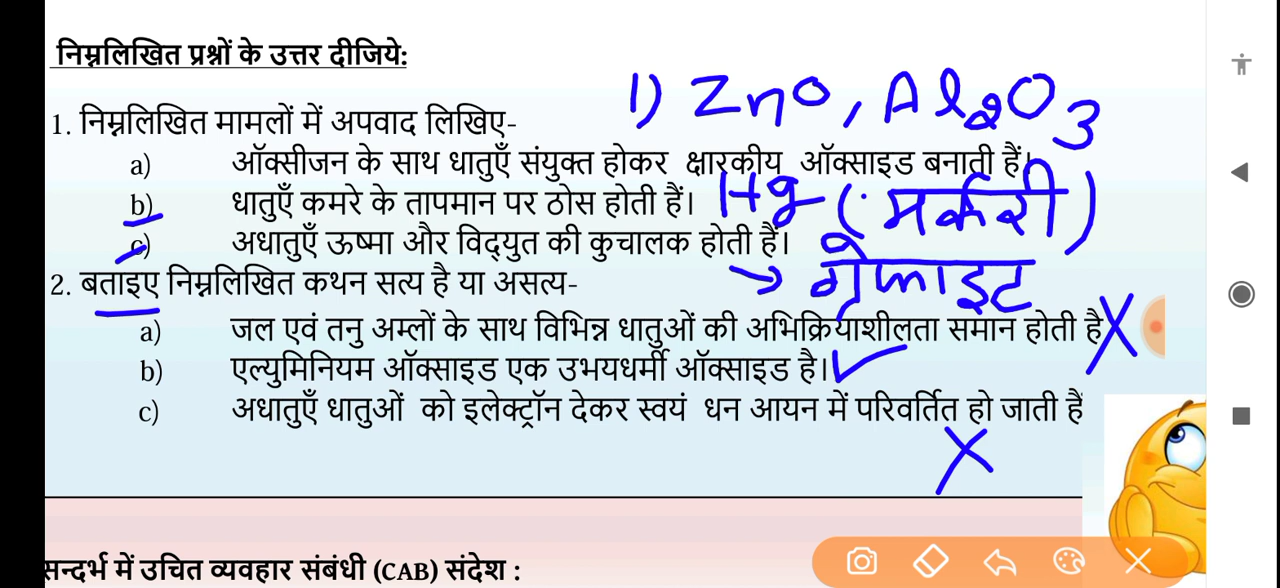 निम्नलिखित प्रश्नों के उत्तर दीजिये:
1) ZnO, Al2O3
1. निम्नलिखित मामलों में अपवाद लिखिए-
a) ऑक्सीजन के साथ धातुएँ संयुक्त होकर क्षारकीय ऑक्साइड बनाती हैं।
b) धातुएँ कमरे के तापमान पर ठोस होती हैं। Hg (मर्करी)
c) अधातुएँ ऊष्मा और विद्युत की कुचालक होती हैं।
→ ग्रेफाइट
2. बताइए निम्नलिखित कथन सत्य है या असत्य-
a) जल एवं तनु अम्लों के साथ विभिन्न धातुओं की अभिक्रियाशीलता समान होती है X
b) एल्युमिनियम ऑक्साइड एक उभयधर्मी ऑक्साइड है। ✓
c) अधातुएँ धातुओं को इलेक्ट्रॉन देकर स्वयं धन आयन में परिवर्तित हो जाती हैं
X
सन्दर्भ में उचित व्यवहार संबंधी (CAB) संदेश :